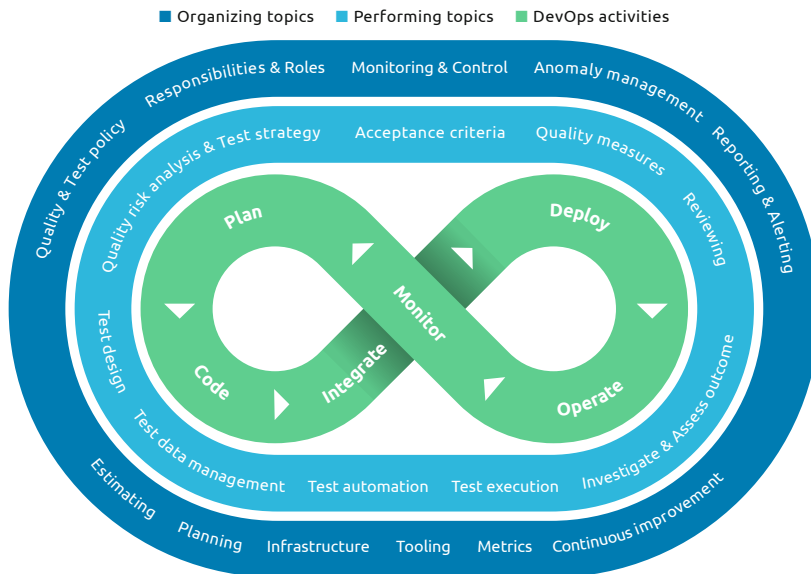 Organizing topics
Performing topics
DevOps activities
Responsibilities & Roles
Monitoring & Control
Anomaly management
Quality & Test policy
Reporting & Alerting
Quality risk analysis & Test strategy
Acceptance criteria
Quality measures
Reviewing
Plan
Deploy
Monitor
Code
Integrate
Operate
Test design
Test data management
Test automation
Test execution
Investigate & Assess outcome
Estimating
Planning
Infrastructure
Tooling
Metrics
Continuous improvement